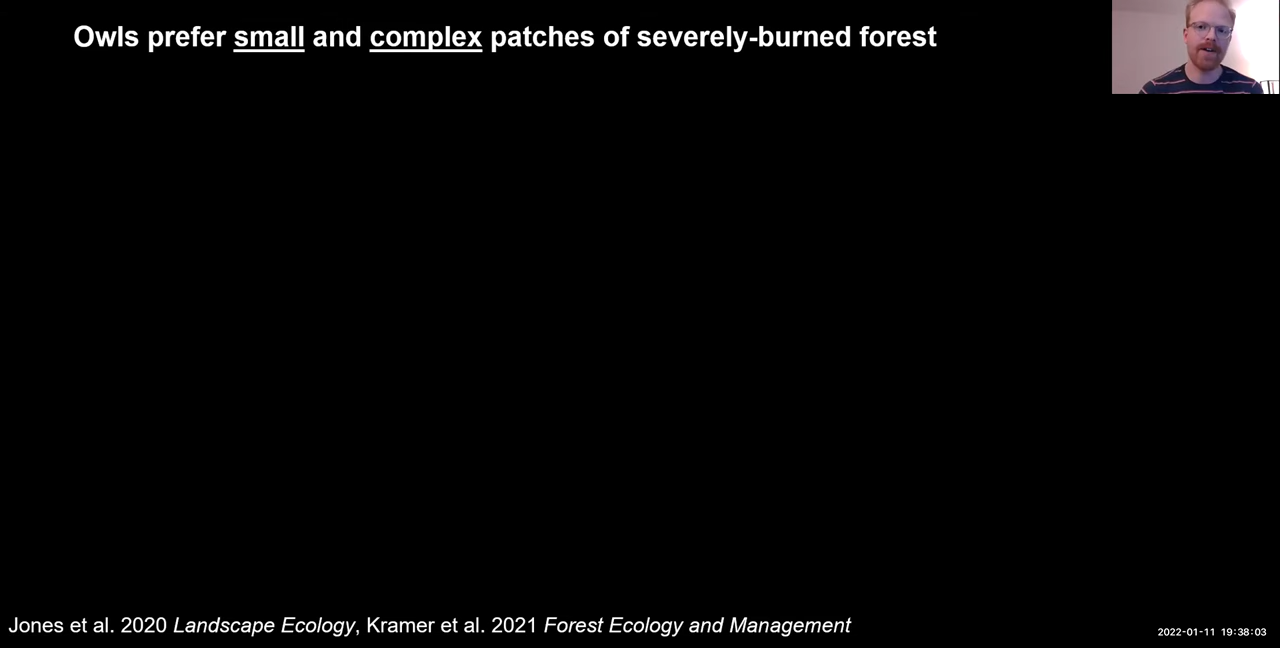 Owls prefer small and complex patches of severely-burned forest
Jones et al. 2020 Landscape Ecology, Kramer et al. 2021 Forest Ecology and Management
2022-01-11 19:38:03